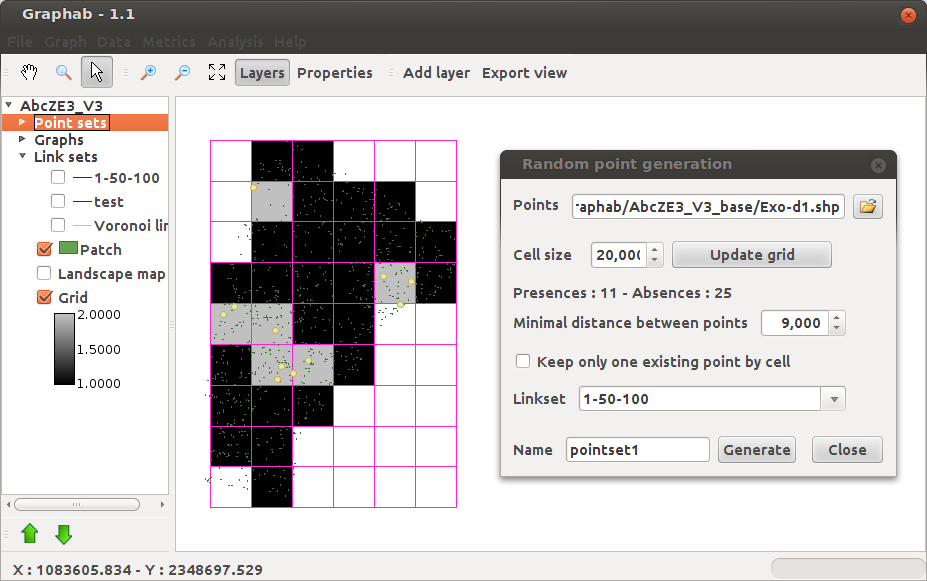 Graphab - 1.1
File Graph Data Metrics Analysis Help
Layers Properties Add layer Export view
AbcZE3_V3
Point sets
Graphs
Link sets
1-50-100
test
Voronoi lin
Patch
Landscape map
Grid
2.0000
1.5000
1.0000
Random point generation
Points raphab/AbcZE3_V3_base/Exo-d1.shp
Cell size 20,000 Update grid
Presences : 11 - Absences : 25
Minimal distance between points 9,000
Keep only one existing point by cell
Linkset 1-50-100
Name pointset1 Generate Close
X : 1083605.834 - Y : 2348697.529